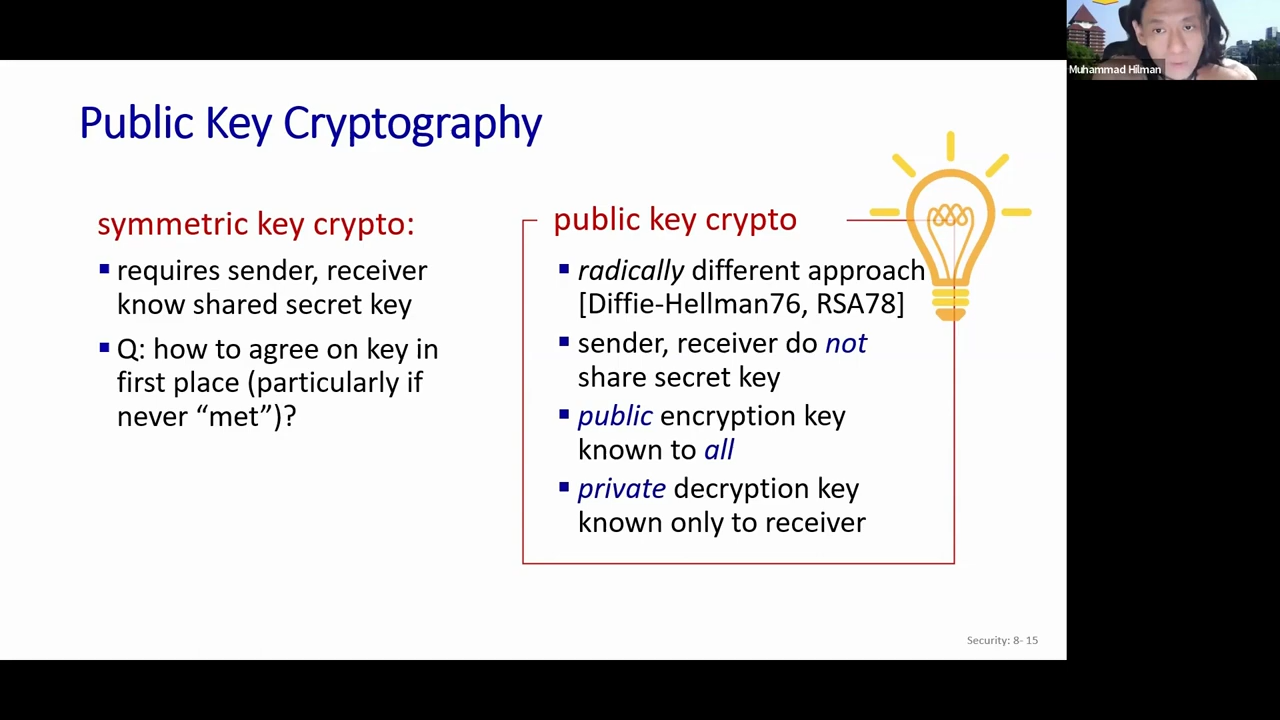 Muhammad Hilman
Public Key Cryptography
symmetric key crypto:
▪ requires sender, receiver
know shared secret key
▪ Q: how to agree on key in
first place (particularly if
never “met”)?
public key crypto
▪ radically different approach
[Diffie-Hellman76, RSA78]
▪ sender, receiver do not
share secret key
▪ public encryption key
known to all
▪ private decryption key
known only to receiver
Security: 8- 15